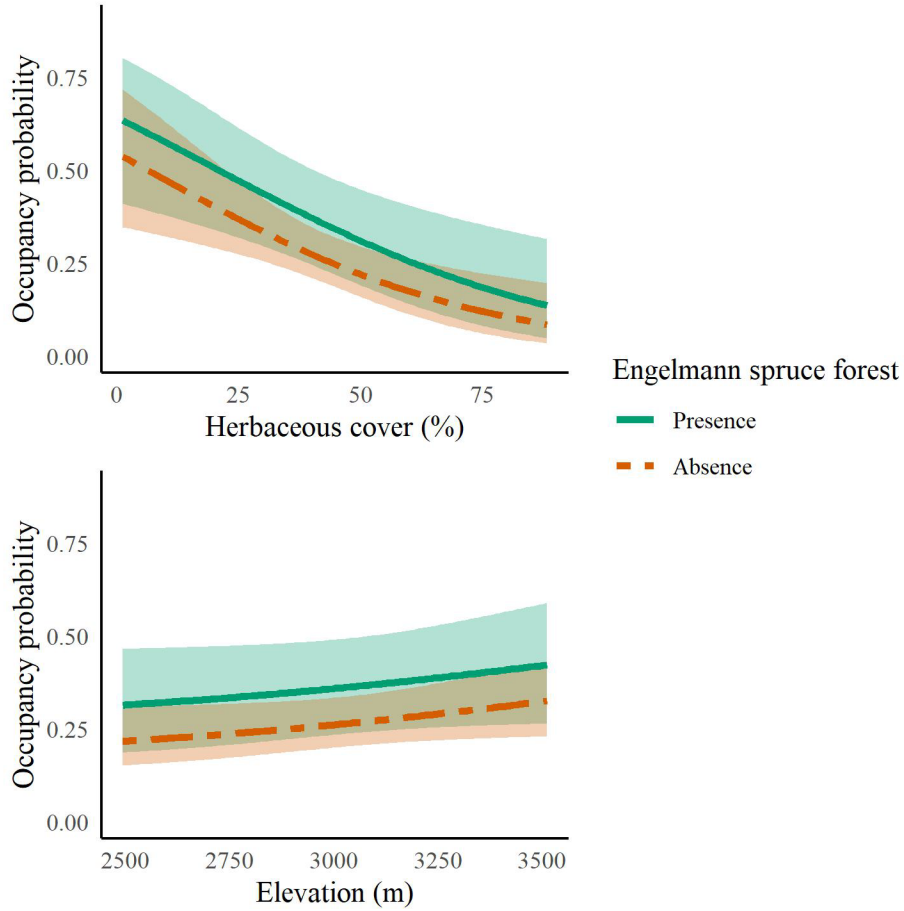 Occupancy probability
0.75
0.50
0.25
0.00
0 25 50 75
Herbaceous cover (%)
Engelmann spruce forest
Presence
Absence
Occupancy probability
0.75
0.50
0.25
0.00
2500 2750 3000 3250 3500
Elevation (m)